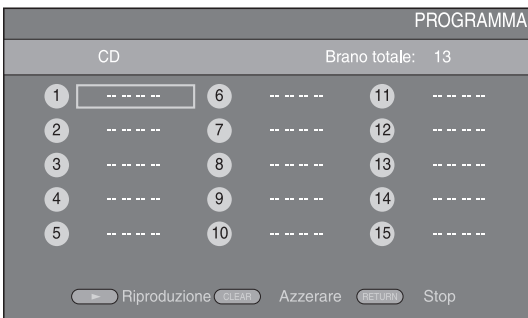 PROGRAMMA
CD Brano totale: 13
1 -- -- -- -- 6 -- -- -- -- 11 -- -- -- --
2 -- -- -- -- 7 -- -- -- -- 12 -- -- -- --
3 -- -- -- -- 8 -- -- -- -- 13 -- -- -- --
4 -- -- -- -- 9 -- -- -- -- 14 -- -- -- --
5 -- -- -- -- 10 -- -- -- -- 15 -- -- -- --
Riproduzione CLEAR Azzerare RETURN Stop